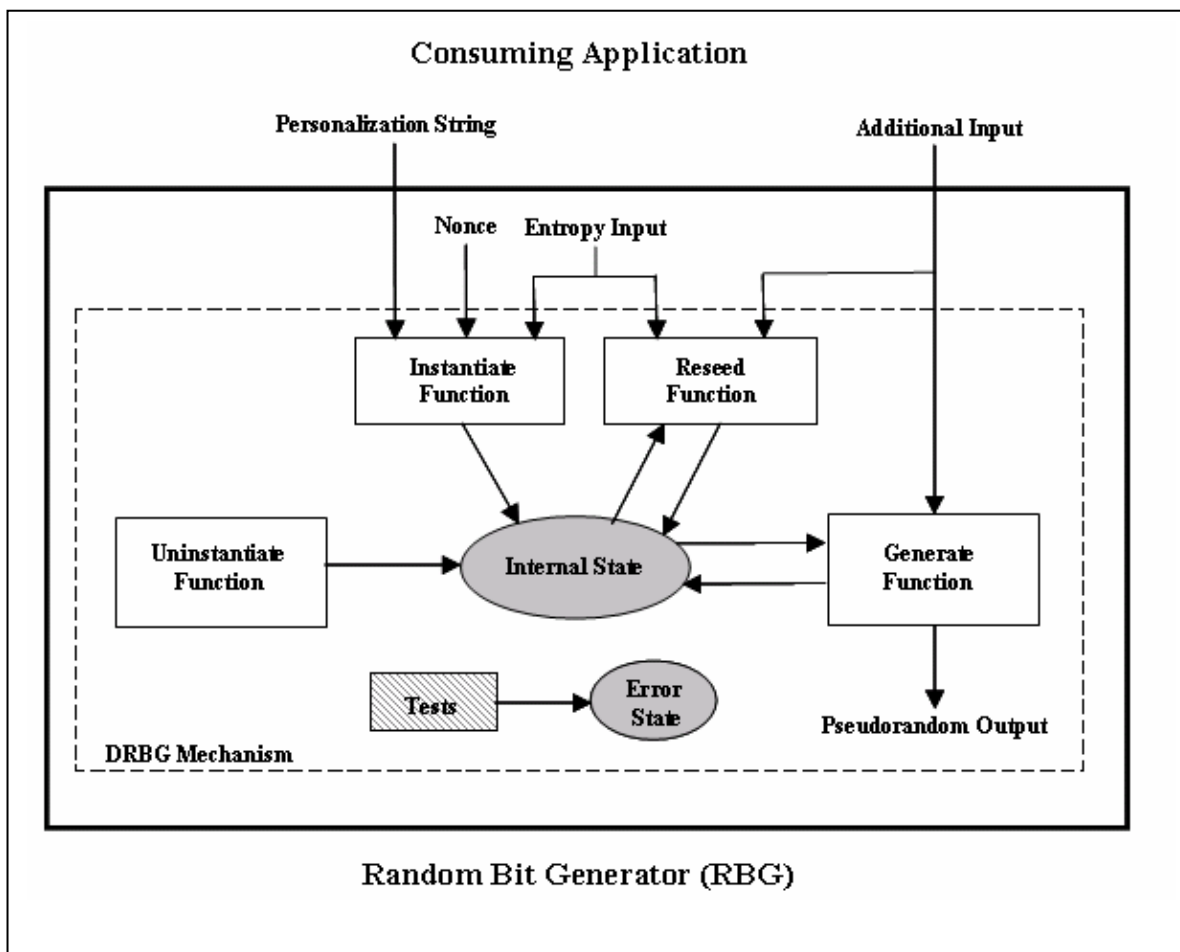 Consuming Application
Personalization String
Additional Input
Nonce
Entropy Input
Instantiate
Function
Reseed
Function
Uninstantiate
Function
Internal State
Generate
Function
Tests
Error
State
Pseudorandom Output
DRBG Mechanism
Random Bit Generator (RBG)